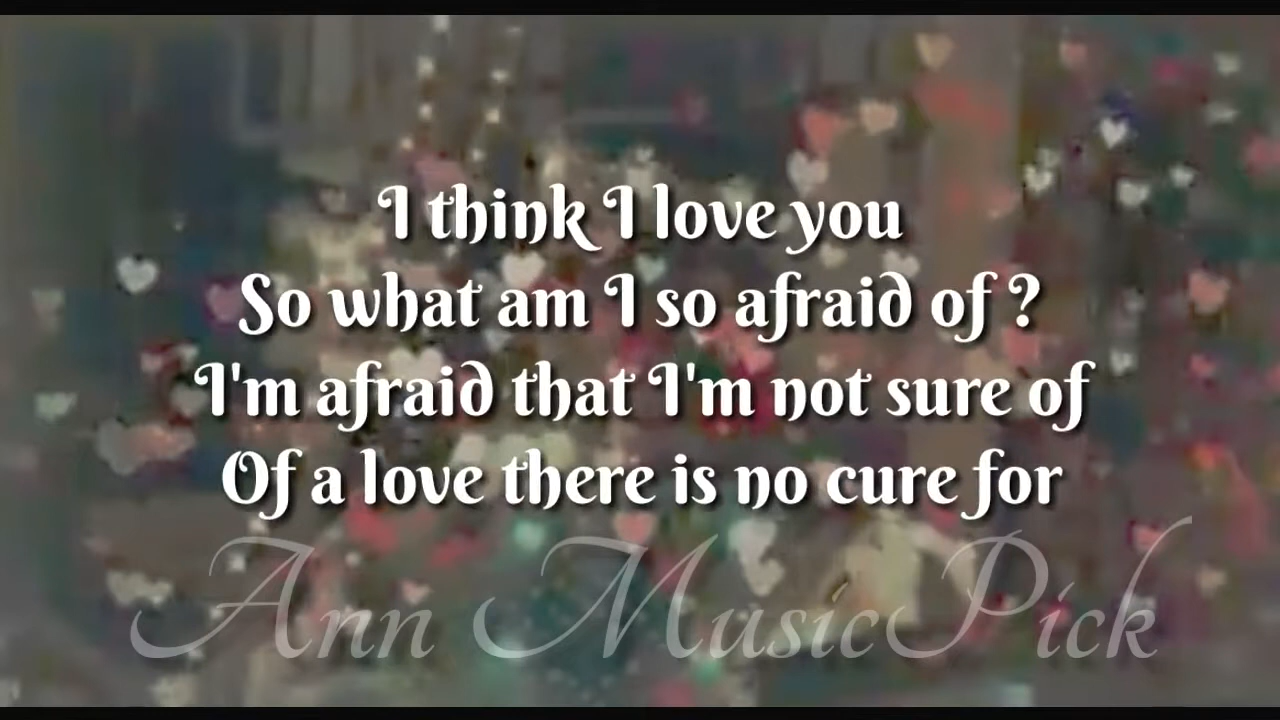 I think I love you
So what am I so afraid of ?
I'm afraid that I'm not sure of
Of a love there is no cure for
Ann MusicPick